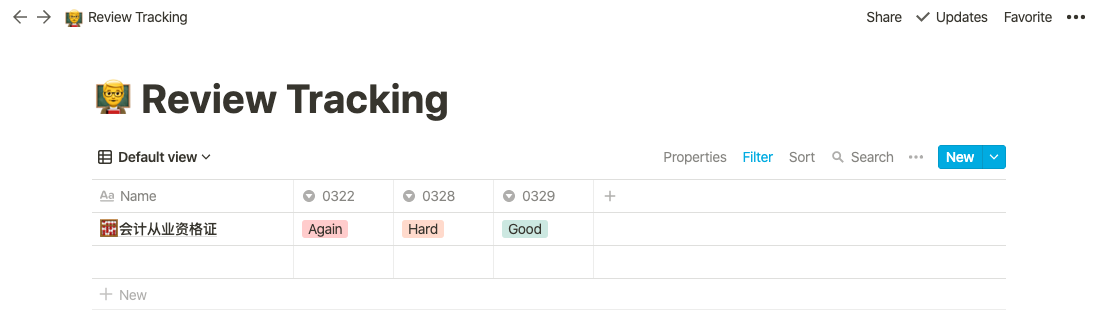 Review Tracking
Share Updates Favorite
Review Tracking
Default view
Properties Filter Sort Search New
Aa Name 0322 0328 0329
会计从业资格证 Again Hard Good
New